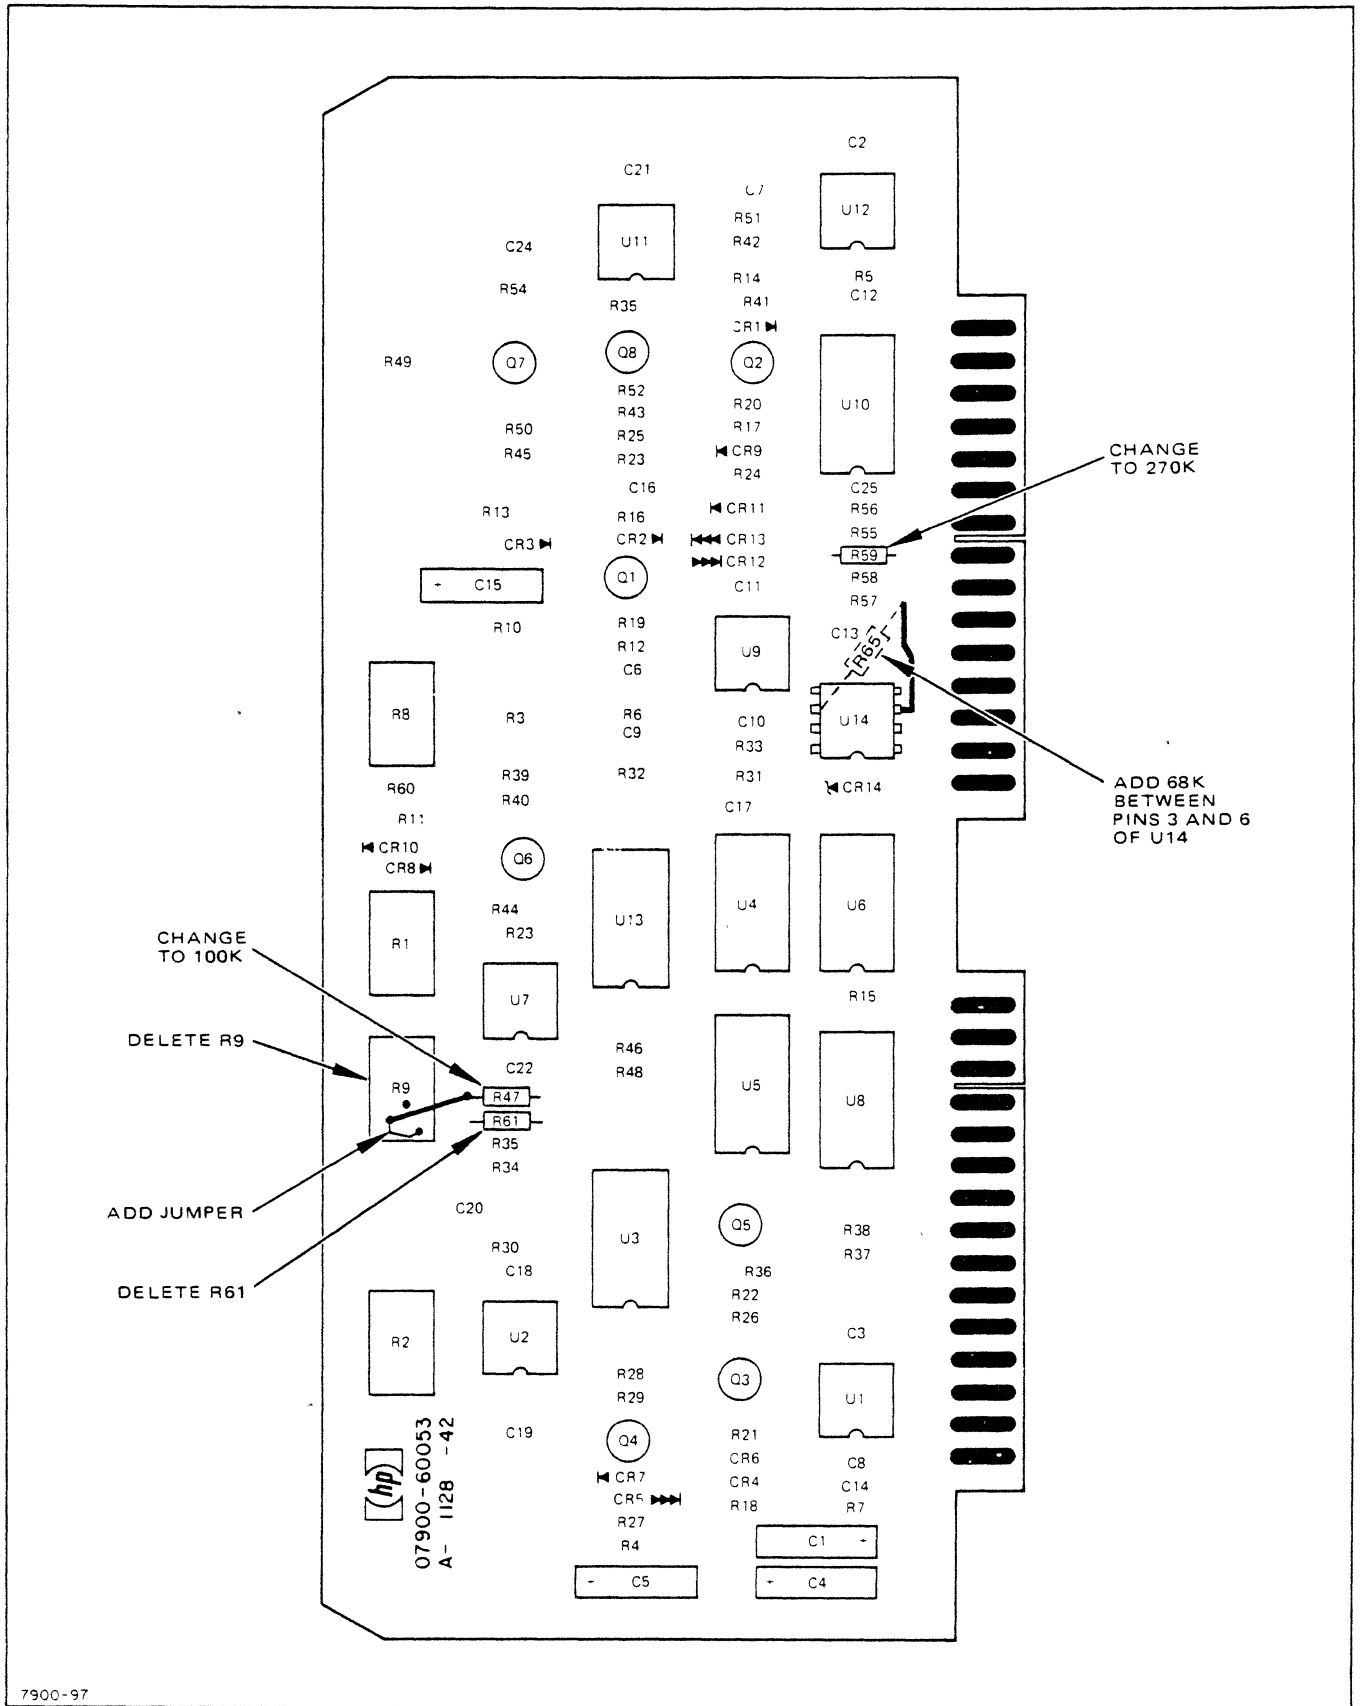 C2
C21
C7
R51
U12
U11
R42
C24
R14
R5
R54
C12
R35
R41
CR1
R49
Q7
Q8
Q2
R52
R20
U10
R43
R50
R25
R17
R45
R23
CR9
CHANGE
TO 270K
R24
C16
C25
R13
R16
CR11
R56
CR3
CR2
CR13
R55
R59
CR12
+ C15
Q1
C11
R58
R57
R10
R19
C13
R12
U9
R65
C6
R8
R3
R6
C10
U14
C9
R33
R60
R39
R32
R31
CR14
R40
C17
ADD 68K
BETWEEN
PINS 3 AND 6
OF U14
R11
CR10
Q6
CR8
R44
U13
U4
U6
CHANGE
TO 100K
R1
R23
U7
R15
DELETE R9
R46
C22
R48
R9
R47
U5
U8
R61
R35
R34
ADD JUMPER
C20
Q5
R38
R30
U3
R37
C18
R36
DELETE R61
R22
R26
R2
U2
C3
R28
Q3
R29
U1
C19
Q4
R21
CR7
CR6
C8
CR5
CR4
C14
R27
R18
R7
R4
C1 +
+ C5
+ C4
hp
07900-60053
A- 1128 -42
7900-97